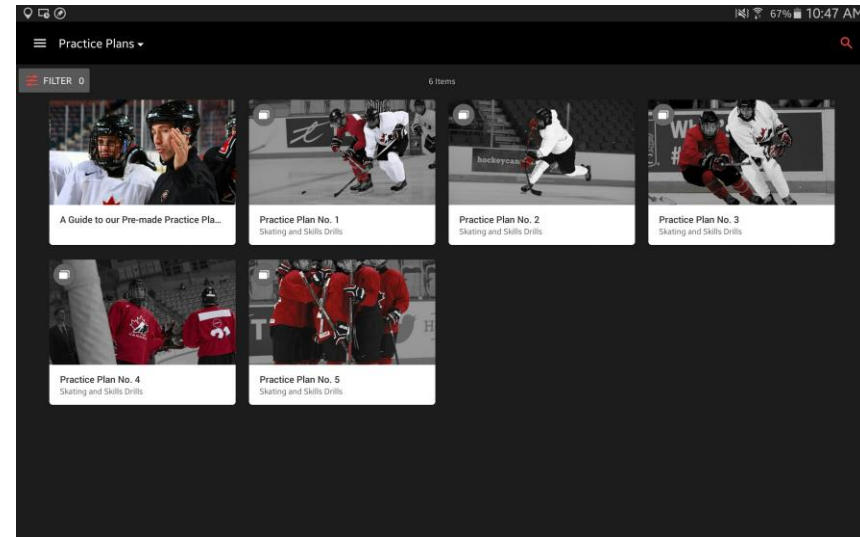 67% 10:47 AM
Practice Plans
FILTER 0
6 Items
hockeycan
WH
#
A Guide to our Pre-made Practice Pla...
Practice Plan No. 1
Skating and Skills Drills
Practice Plan No. 2
Skating and Skills Drills
Practice Plan No. 3
Skating and Skills Drills
Practice Plan No. 4
Skating and Skills Drills
Practice Plan No. 5
Skating and Skills Drills